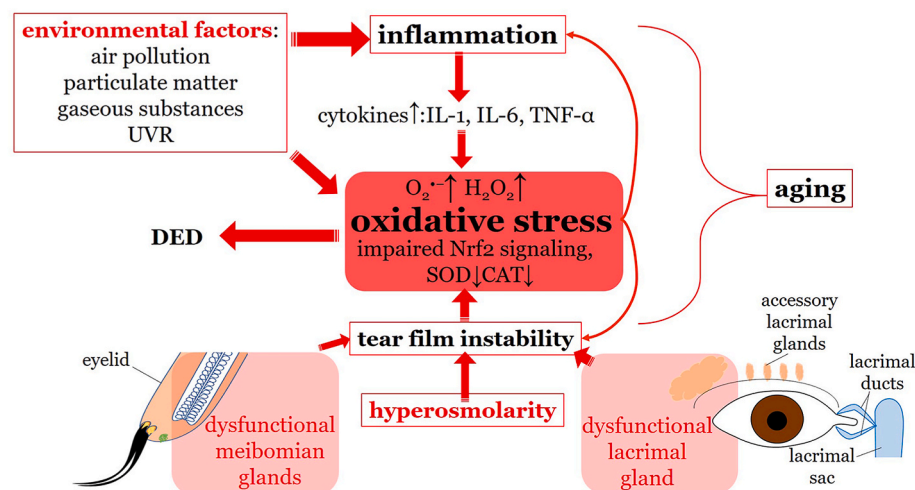 environmental factors:
air pollution
particulate matter
gaseous substances
UVR
inflammation
cytokines↑:IL-1, IL-6, TNF-α
O₂•−↑ H₂O₂↑
oxidative stress
impaired Nrf2 signaling,
SOD↓CAT↓
DED
aging
tear film instability
hyperosmolarity
eyelid
dysfunctional
meibomian
glands
dysfunctional
lacrimal
gland
accessory
lacrimal
glands
lacrimal
ducts
lacrimal
sac